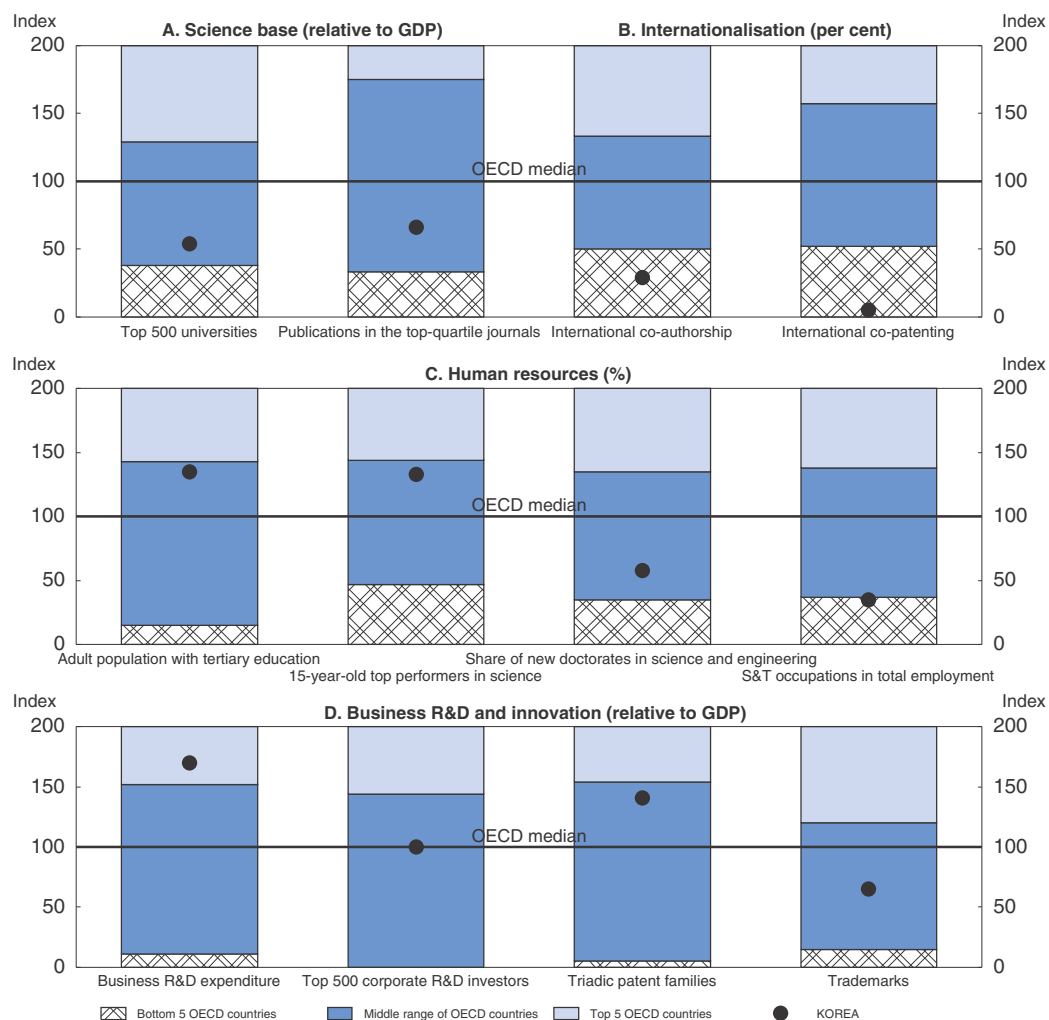 Index
Index
A. Science base (relative to GDP)
B. Internationalisation (per cent)
200
200
150
150
OECD median
100
100
50
50
0
0
Top 500 universities
Publications in the top-quartile journals
International co-authorship
International co-patenting
Index
Index
C. Human resources (%)
200
200
150
150
OECD median
100
100
50
50
0
0
Adult population with tertiary education
Share of new doctorates in science and engineering
15-year-old top performers in science
S&T occupations in total employment
Index
Index
D. Business R&D and innovation (relative to GDP)
200
200
150
150
OECD median
100
100
50
50
0
0
Business R&D expenditure
Top 500 corporate R&D investors
Triadic patent families
Trademarks
Bottom 5 OECD countries
Middle range of OECD countries
Top 5 OECD countries
KOREA